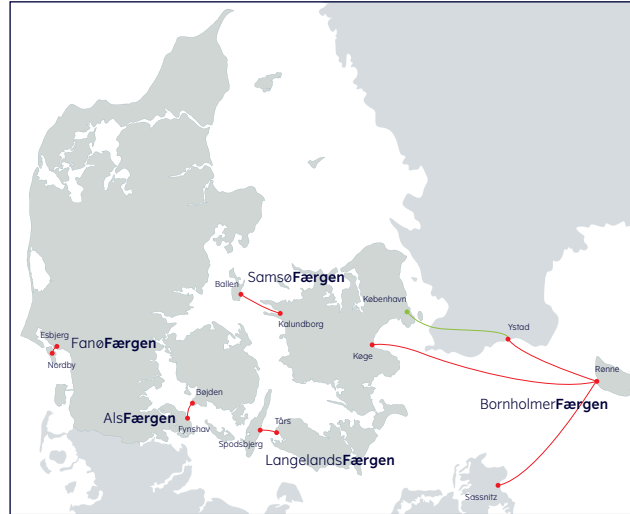 Ballen
SamsøFærgen
København
Kalundborg
Ystad
Esbjerg
FanøFærgen
Nordby
Køge
Rønne
Bøjden
AlsFærgen
Fynshav
BornholmerFærgen
Tårs
Spodsbjerg
LangelandsFærgen
Sassnitz